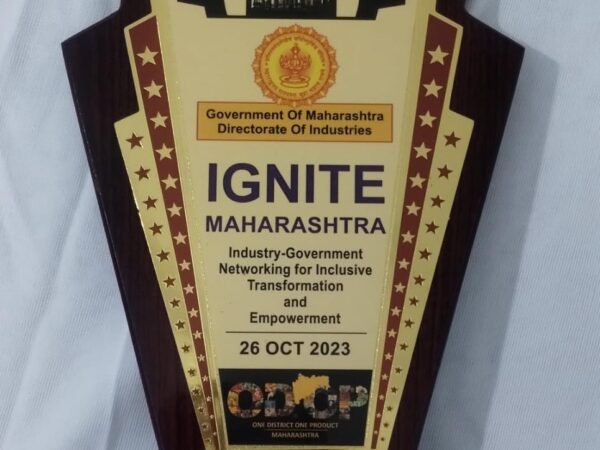 Government Of Maharashtra
Directorate Of Industries
IGNITE
MAHARASHTRA
Industry-Government
Networking for Inclusive
Transformation
and
Empowerment
26 OCT 2023
ODOP
ONE DISTRICT ONE PRODUCT
MAHARASHTRA